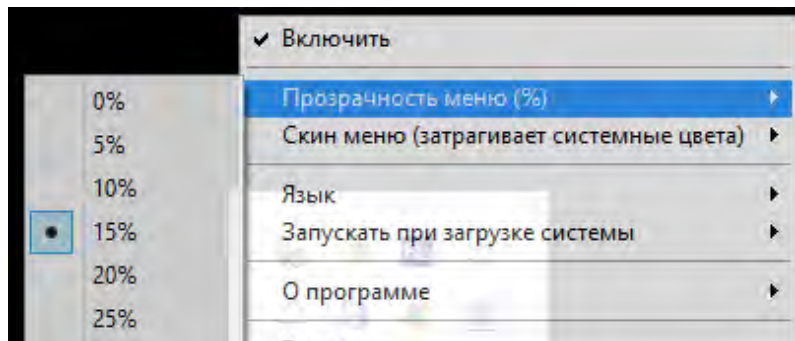 Включить
Прозрачность меню (%)
Скин меню (затрагивает системные цвета)
Язык
Запускать при загрузке системы
О программе
0%
5%
10%
15%
20%
25%